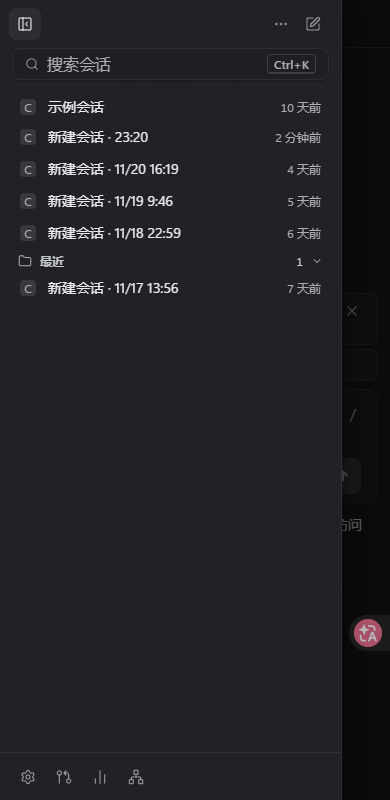 搜索会话 Ctrl+K
C 示例会话 10 天前
C 新建会话 · 23:20 2 分钟前
C 新建会话 · 11/20 16:19 4 天前
C 新建会话 · 11/19 9:46 5 天前
C 新建会话 · 11/18 22:59 6 天前
最近 1
C 新建会话 · 11/17 13:56 7 天前
/
访问
A